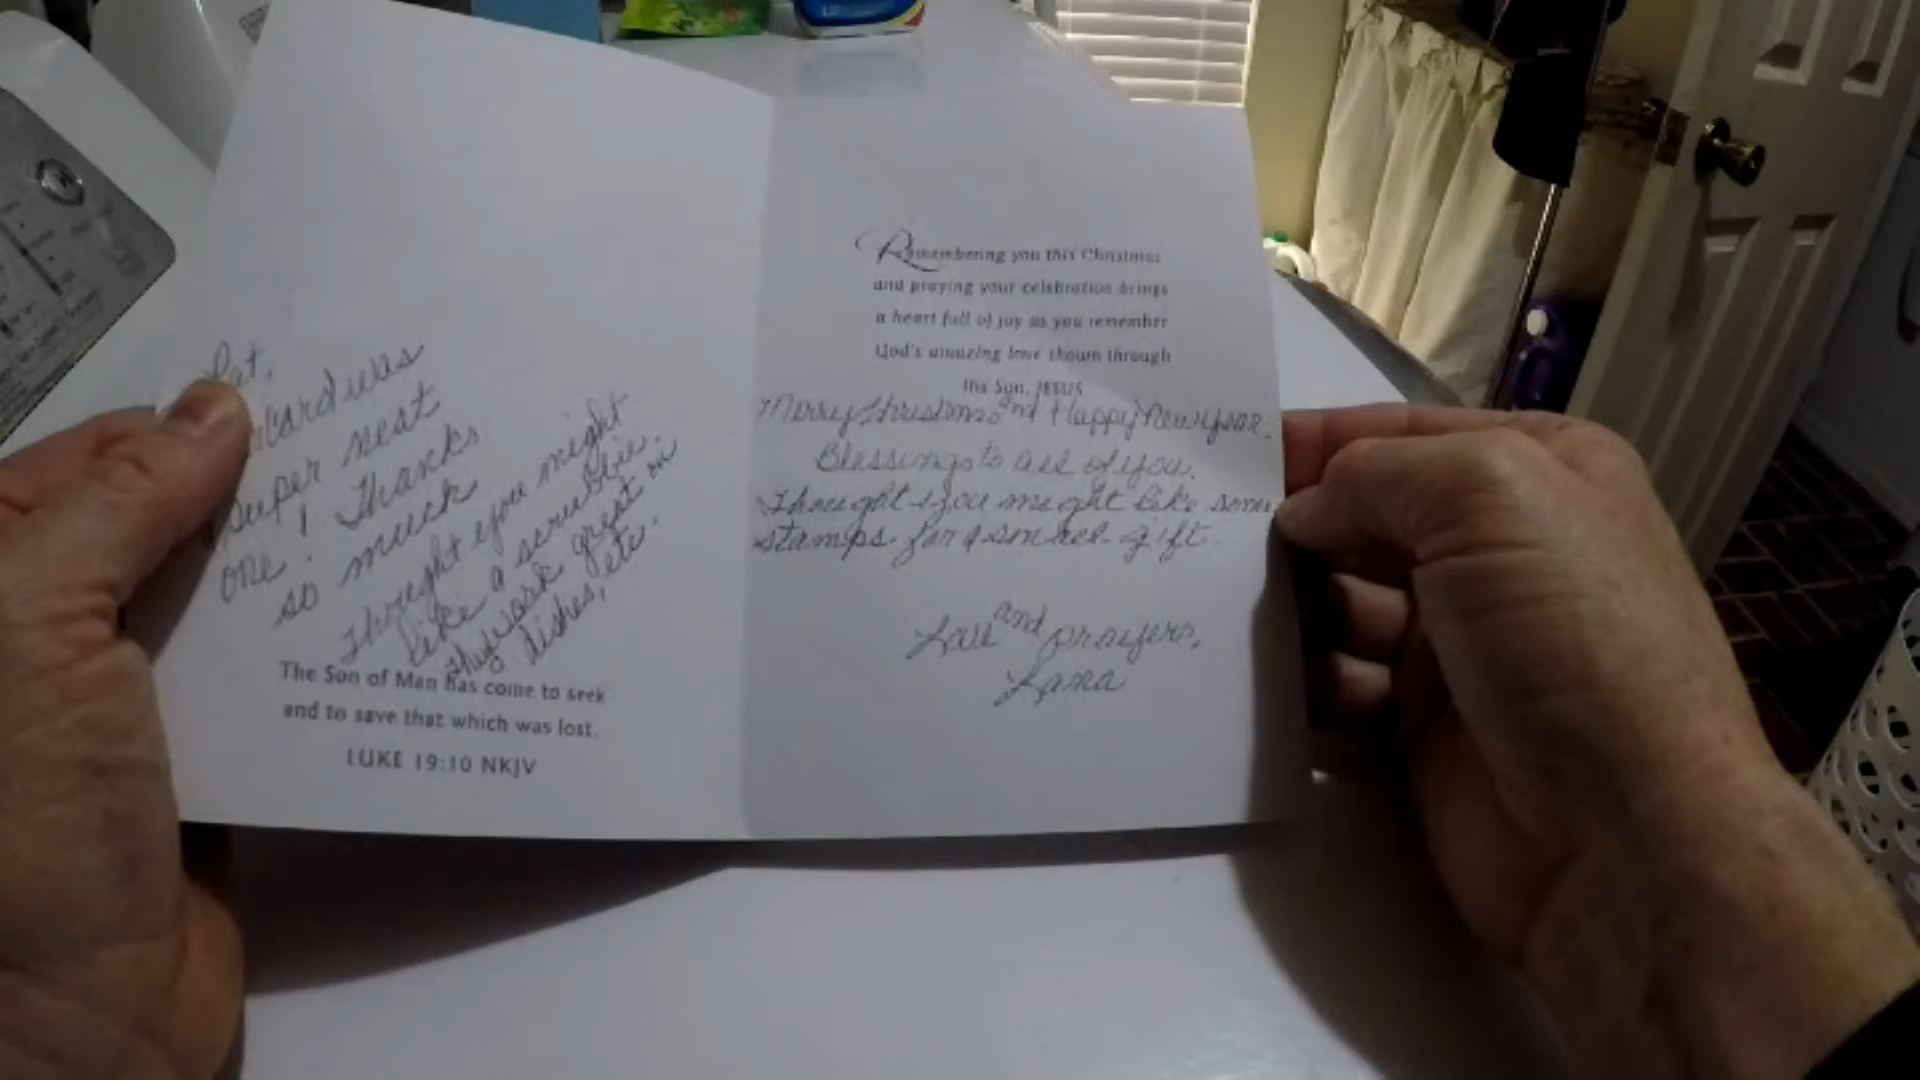 Pat,
Card was
super neat
one! Thanks
so much
Thought you might
like a scrubbie.
They work great on
dishes, etc.
The Son of Man has come to seek
and to save that which was lost.
LUKE 19:10 NKJV
Remembering you this Christmas
and praying your celebration brings
a heart full of joy as you remember
God's amazing love shown through
His Son, JESUS
Merry Christmas and Happy New Year.
Blessings to all of you.
Thought you might like some
stamps for a small gift.
Love and prayers,
Lana